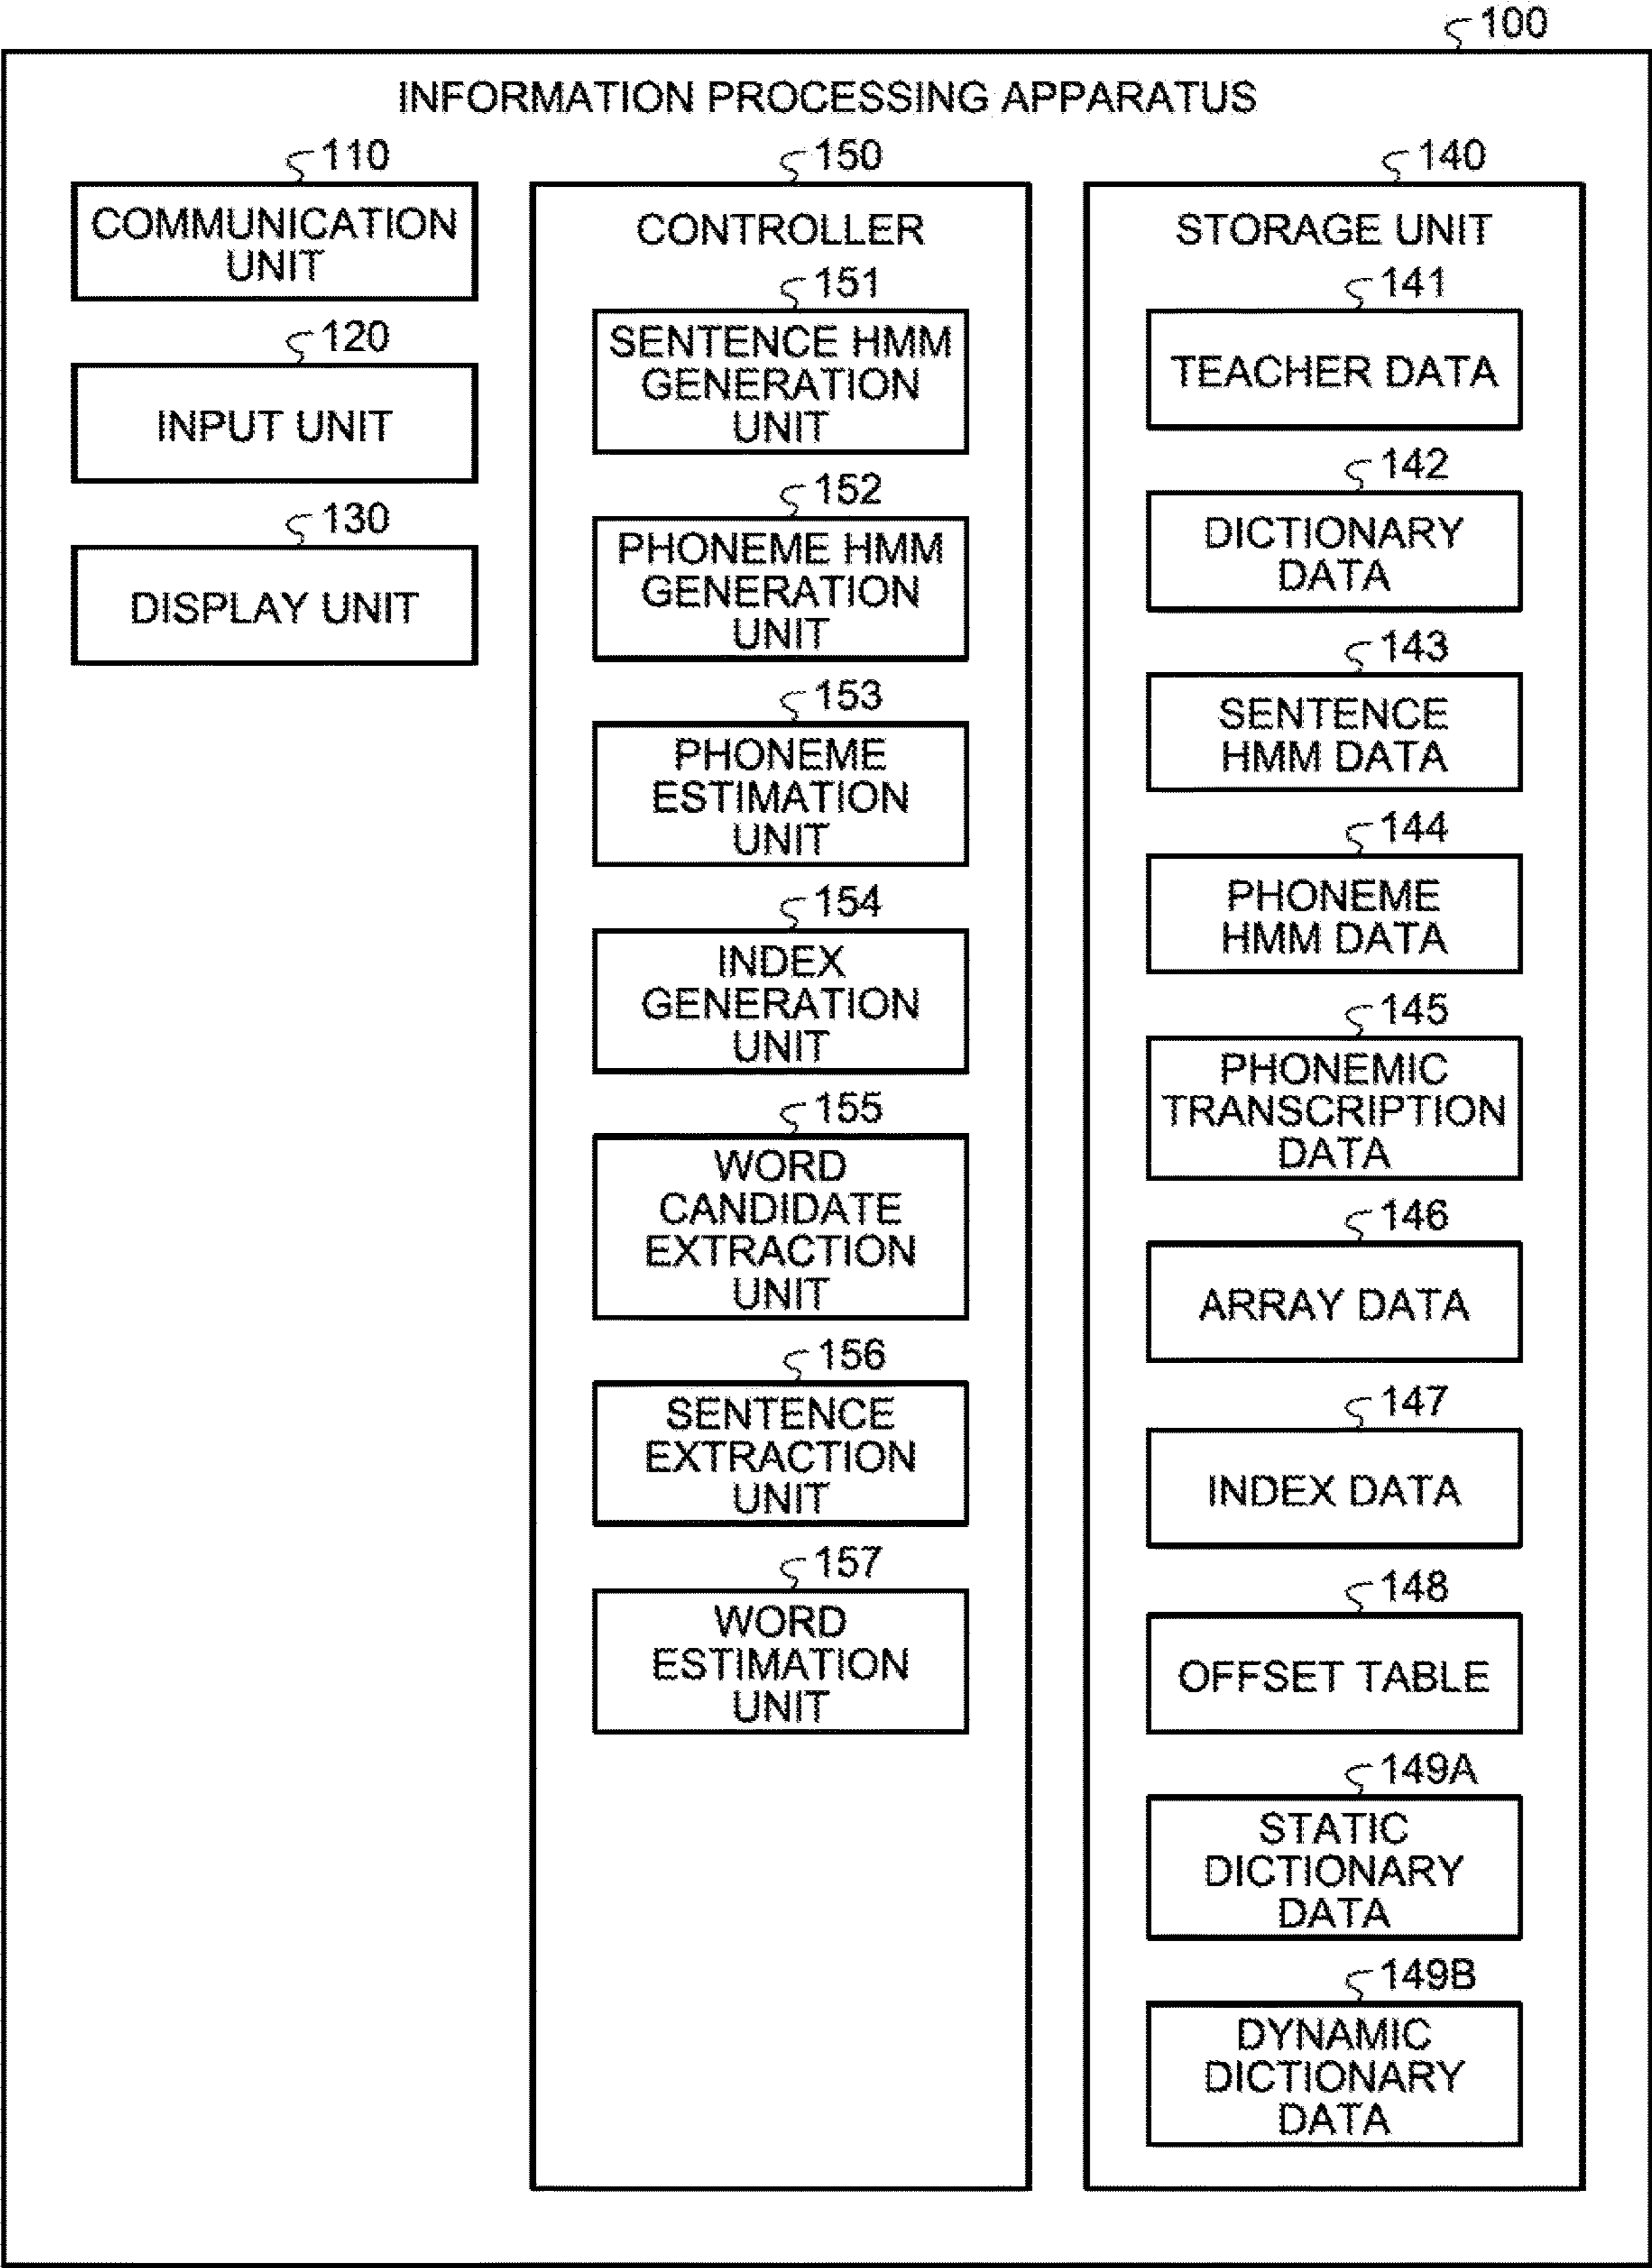 100
INFORMATION PROCESSING APPARATUS
110
COMMUNICATION
UNIT
120
INPUT UNIT
130
DISPLAY UNIT
150
CONTROLLER
151
SENTENCE HMM
GENERATION
UNIT
152
PHONEME HMM
GENERATION
UNIT
153
PHONEME
ESTIMATION
UNIT
154
INDEX
GENERATION
UNIT
155
WORD
CANDIDATE
EXTRACTION
UNIT
156
SENTENCE
EXTRACTION
UNIT
157
WORD
ESTIMATION
UNIT
140
STORAGE UNIT
141
TEACHER DATA
142
DICTIONARY
DATA
143
SENTENCE
HMM DATA
144
PHONEME
HMM DATA
145
PHONEMIC
TRANSCRIPTION
DATA
146
ARRAY DATA
147
INDEX DATA
148
OFFSET TABLE
149A
STATIC
DICTIONARY
DATA
149B
DYNAMIC
DICTIONARY
DATA